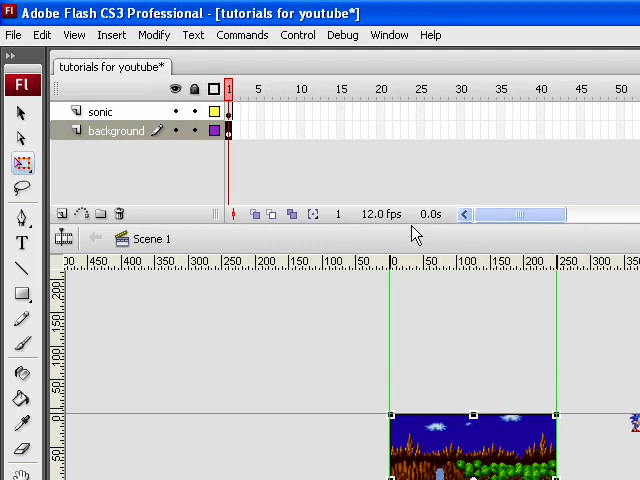 Fl Adobe Flash CS3 Professional - [tutorials for youtube*]
File Edit View Insert Modify Text Commands Control Debug Window Help
tutorials for youtube*
Fl
1 5 10 15 20 25 30 35 40 45 50
sonic
background
1 12.0 fps 0.0s
Scene 1
T
450 400 350 300 250 200 150 100 50 0 50 100 150 200 250 300
200
150
100
50
0
50